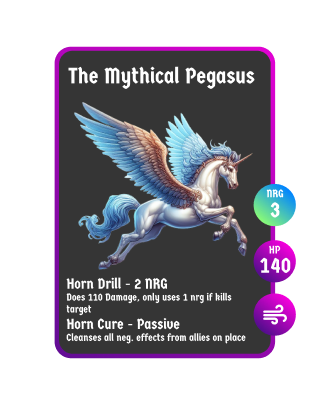 The Mythical Pegasus
NRG
3
HP
140
Horn Drill - 2 NRG
Does 110 Damage, only uses 1 nrg if kills
target
Horn Cure - Passive
Cleanses all neg. effects from allies on place